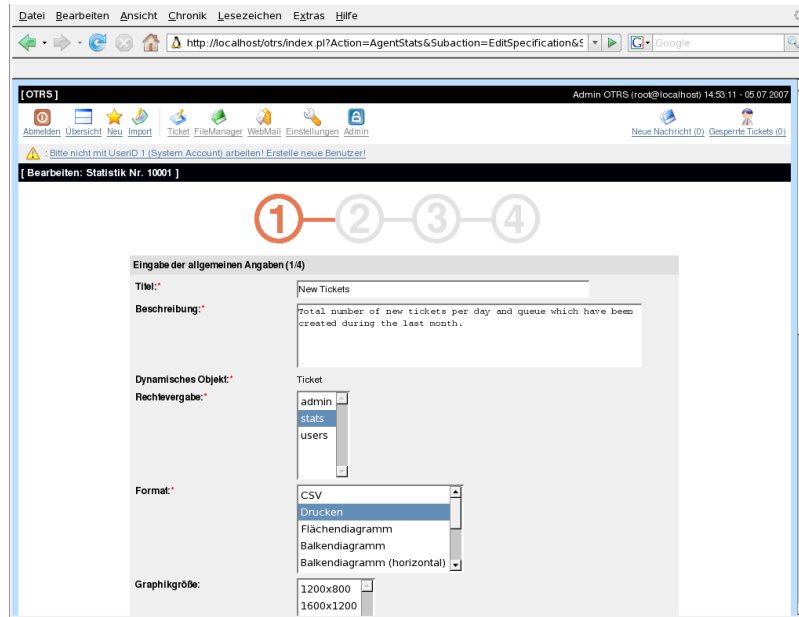 Datei Bearbeiten Ansicht Chronik Lesezeichen Extras Hilfe
http://localhost/otrs/index.pl?Action=AgentStats&Subaction=EditSpecification&S
G Google
[ OTRS ] Admin OTRS (root@localhost) 14:53:11 - 05.07.2007
Abmelden Übersicht Neu Import Ticket FileManager WebMail Einstellungen Admin Neue Nachricht (0) Gesperrte Tickets (0)
: Bitte nicht mit UserID 1 (System Account) arbeiten! Erstelle neue Benutzer!
[ Bearbeiten: Statistik Nr. 10001 ]
1 2 3 4
Eingabe der allgemeinen Angaben (1/4)
Titel:* New Tickets
Beschreibung:* Total number of new tickets per day and queue which have been
created during the last month.
Dynamisches Objekt:* Ticket
Rechtevergabe:* admin
stats
users
Format:* CSV
Drucken
Flächendiagramm
Balkendiagramm
Balkendiagramm (horizontal)
Graphikgröße: 1200x800
1600x1200